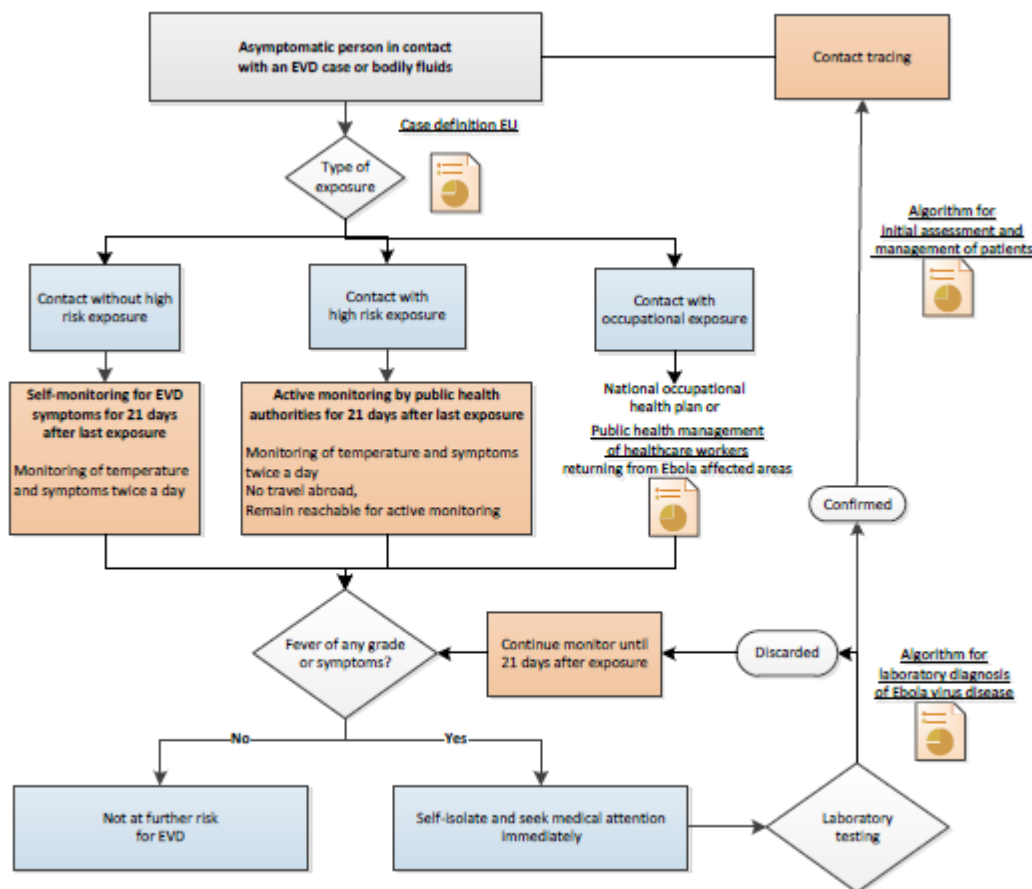 Asymptomatic person in contact
with an EVD case or bodily fluids
Contact tracing
Case definition EU
Type of
exposure
Algorithm for
initial assessment and
management of patients
Contact without high
risk exposure
Contact with
high risk exposure
Contact with
occupational exposure
Self-monitoring for EVD
symptoms for 21 days
after last exposure
Monitoring of temperature
and symptoms twice a day
Active monitoring by public health
authorities for 21 days after last exposure
Monitoring of temperature and symptoms
twice a day
No travel abroad,
Remain reachable for active monitoring
National occupational
health plan or
Public health management
of healthcare workers
returning from Ebola affected areas
Confirmed
Fever of any grade
or symptoms?
Continue monitor until
21 days after exposure
Discarded
Algorithm for
laboratory diagnosis
of Ebola virus disease
No
Yes
Not at further risk
for EVD
Self-isolate and seek medical attention
immediately
Laboratory
testing